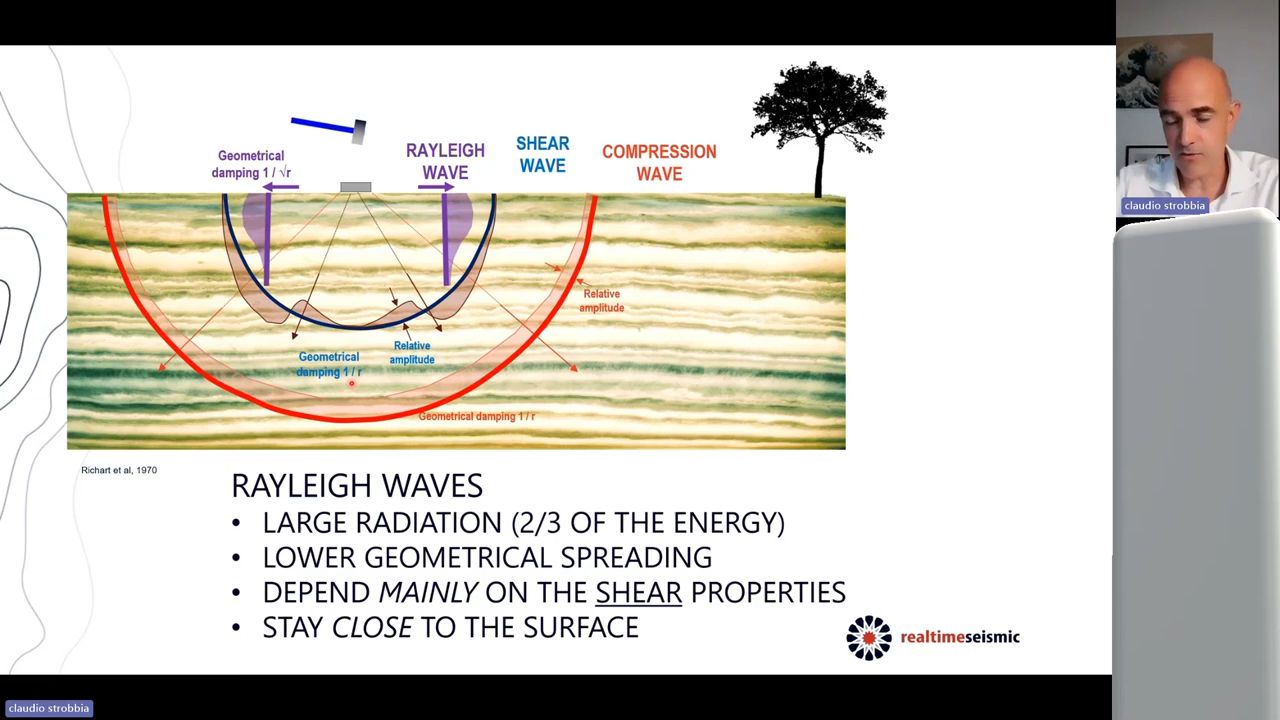 Geometrical
damping 1 / √r
RAYLEIGH
WAVE
SHEAR
WAVE
COMPRESSION
WAVE
claudio strobbia
Relative
amplitude
Relative
amplitude
Geometrical
damping 1 / r
Geometrical damping 1 / r
Richart et al, 1970
RAYLEIGH WAVES
• LARGE RADIATION (2/3 OF THE ENERGY)
• LOWER GEOMETRICAL SPREADING
• DEPEND MAINLY ON THE SHEAR PROPERTIES
• STAY CLOSE TO THE SURFACE
realtimeseismic
claudio strobbia